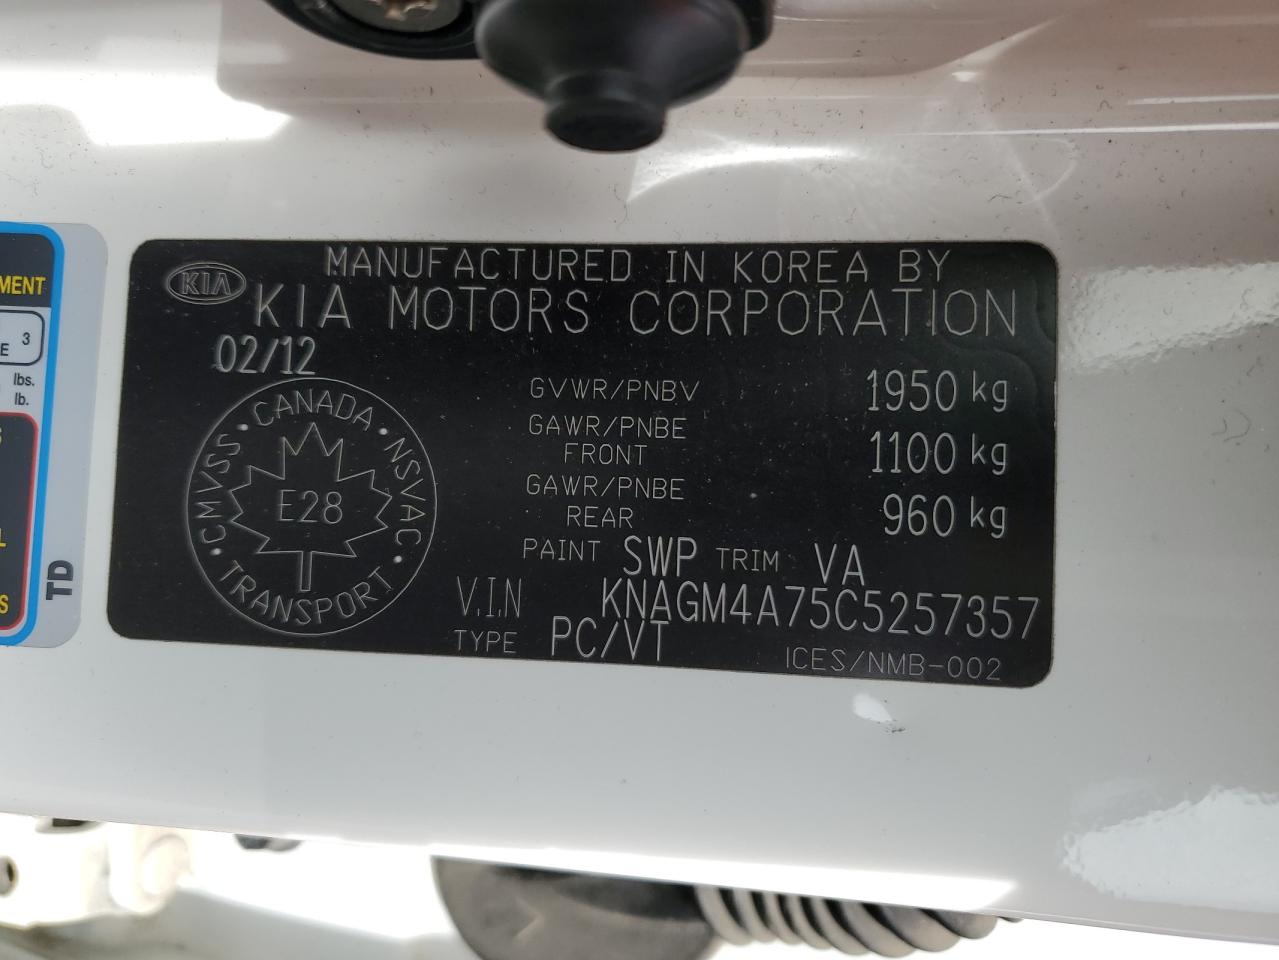 MANUFACTURED IN KOREA BY
KIA
KIA MOTORS CORPORATION
02/12
CANADA · NSVAC · TRANSPORT · CMVSS ·
E28
GVWR/PNBV 1950 kg
GAWR/PNBE
FRONT 1100 kg
GAWR/PNBE
REAR 960 kg
PAINT SWP TRIM VA
V.I.N KNAGM4A75C5257357
TYPE PC/VT
ICES/NMB-002
MENT
E 3
lbs.
lb.
S
L
S
TD